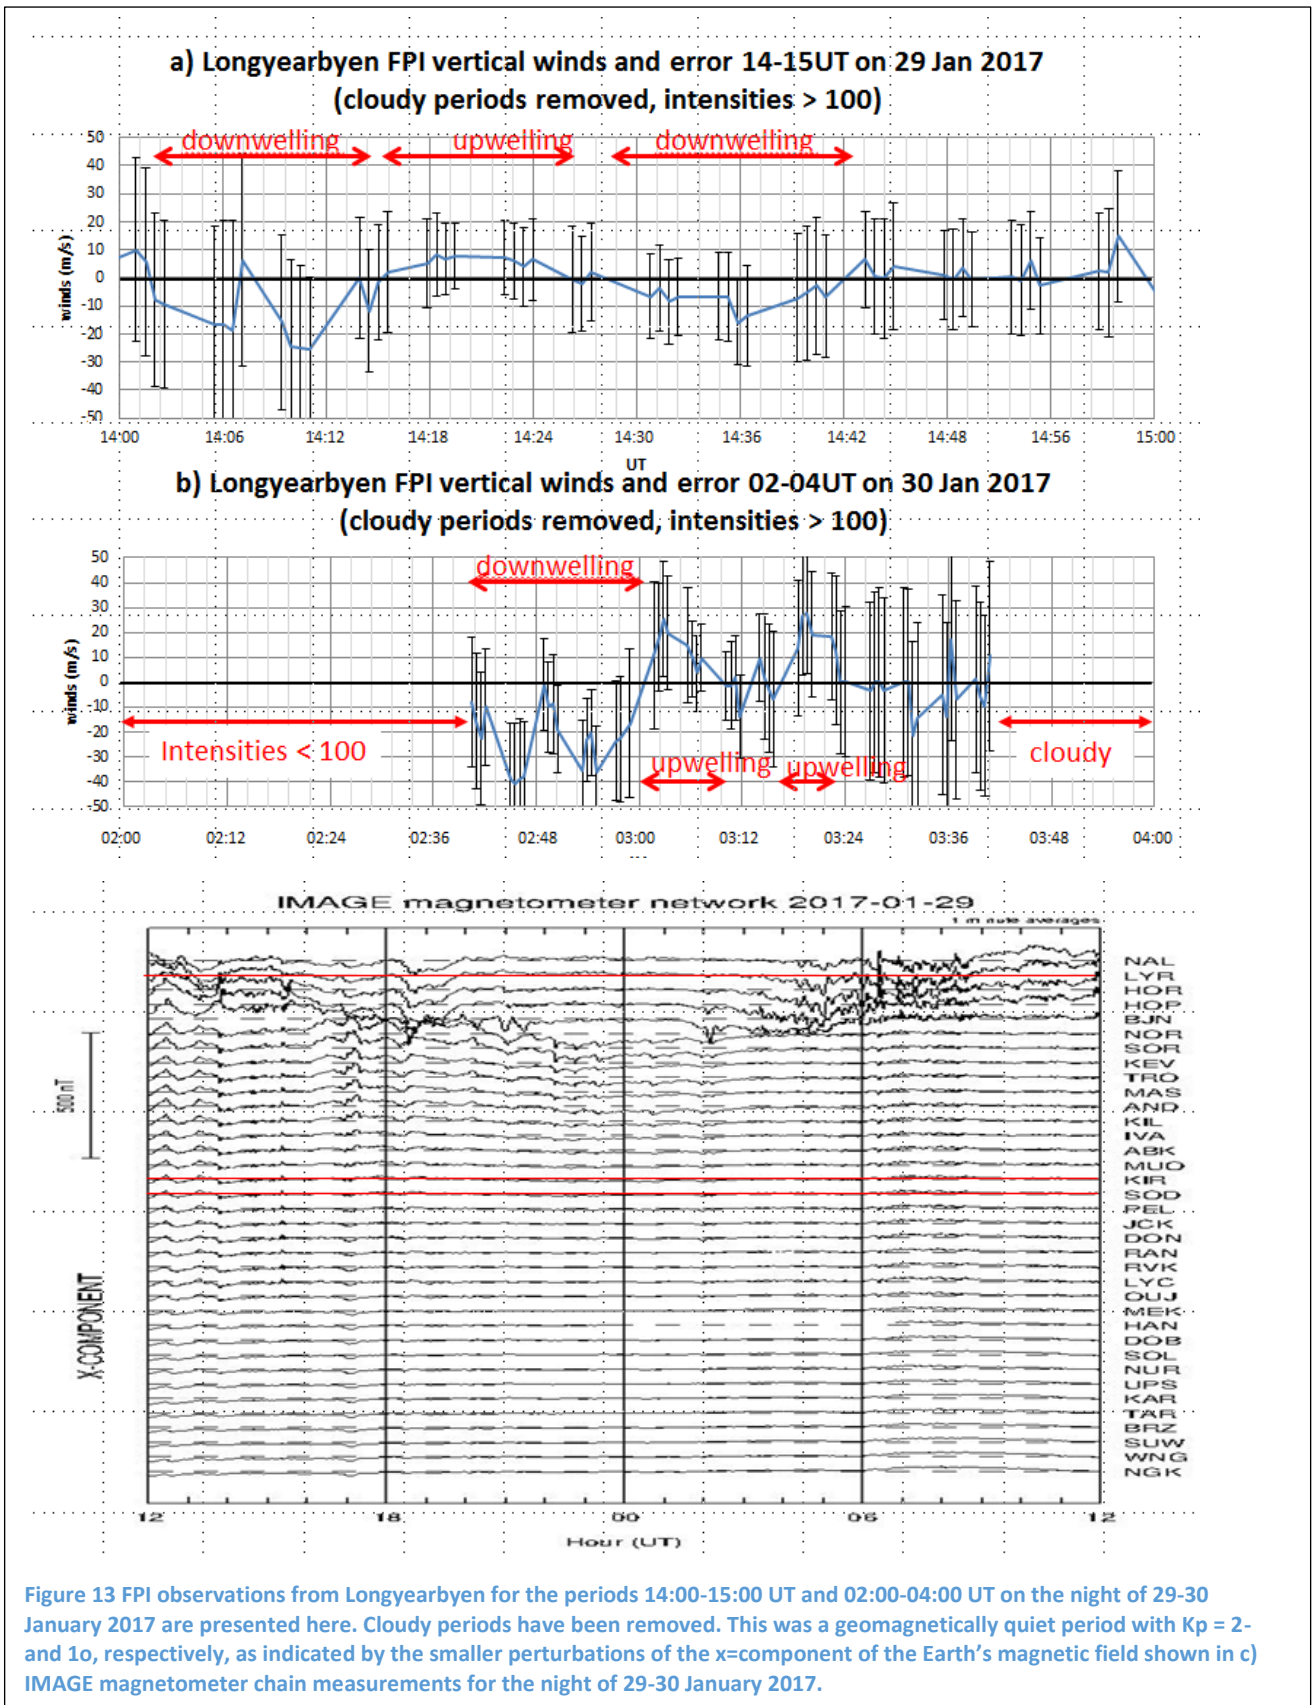 a) Longyearbyen FPI vertical winds and error 14-15UT on 29 Jan 2017
(cloudy periods removed, intensities > 100)
downwelling upwelling downwelling
50
40
30
20
10
0
-10
-20
-30
-40
-50
winds (m/s)
14:00 14:06 14:12 14:18 14:24 14:30 14:36 14:42 14:48 14:56 15:00
UT
b) Longyearbyen FPI vertical winds and error 02-04UT on 30 Jan 2017
(cloudy periods removed, intensities > 100)
downwelling
50
40
30
20
10
0
-10
-20
-30
-40
-50
winds (m/s)
Intensities < 100
upwelling upwelling
cloudy
02:00 02:12 02:24 02:36 02:48 03:00 03:12 03:24 03:36 03:48 04:00
IMAGE magnetometer network 2017-01-29
1 minute averages
NAL
LYR
HOR
HOP
BJN
NOR
SOR
KEV
TRO
MAS
AND
KIL
IVA
ABK
MUO
KIR
SOD
PEL
JCK
DON
RAN
RVK
LYC
OUJ
MEK
HAN
DOB
SOL
NUR
UPS
KAR
TAR
BRZ
SUW
WNG
NGK
500 nT
X-COMPONENT
12 18 00 06 12
Hour (UT)
Figure 13 FPI observations from Longyearbyen for the periods 14:00-15:00 UT and 02:00-04:00 UT on the night of 29-30
January 2017 are presented here. Cloudy periods have been removed. This was a geomagnetically quiet period with Kp = 2-
and 1o, respectively, as indicated by the smaller perturbations of the x=component of the Earth's magnetic field shown in c)
IMAGE magnetometer chain measurements for the night of 29-30 January 2017.